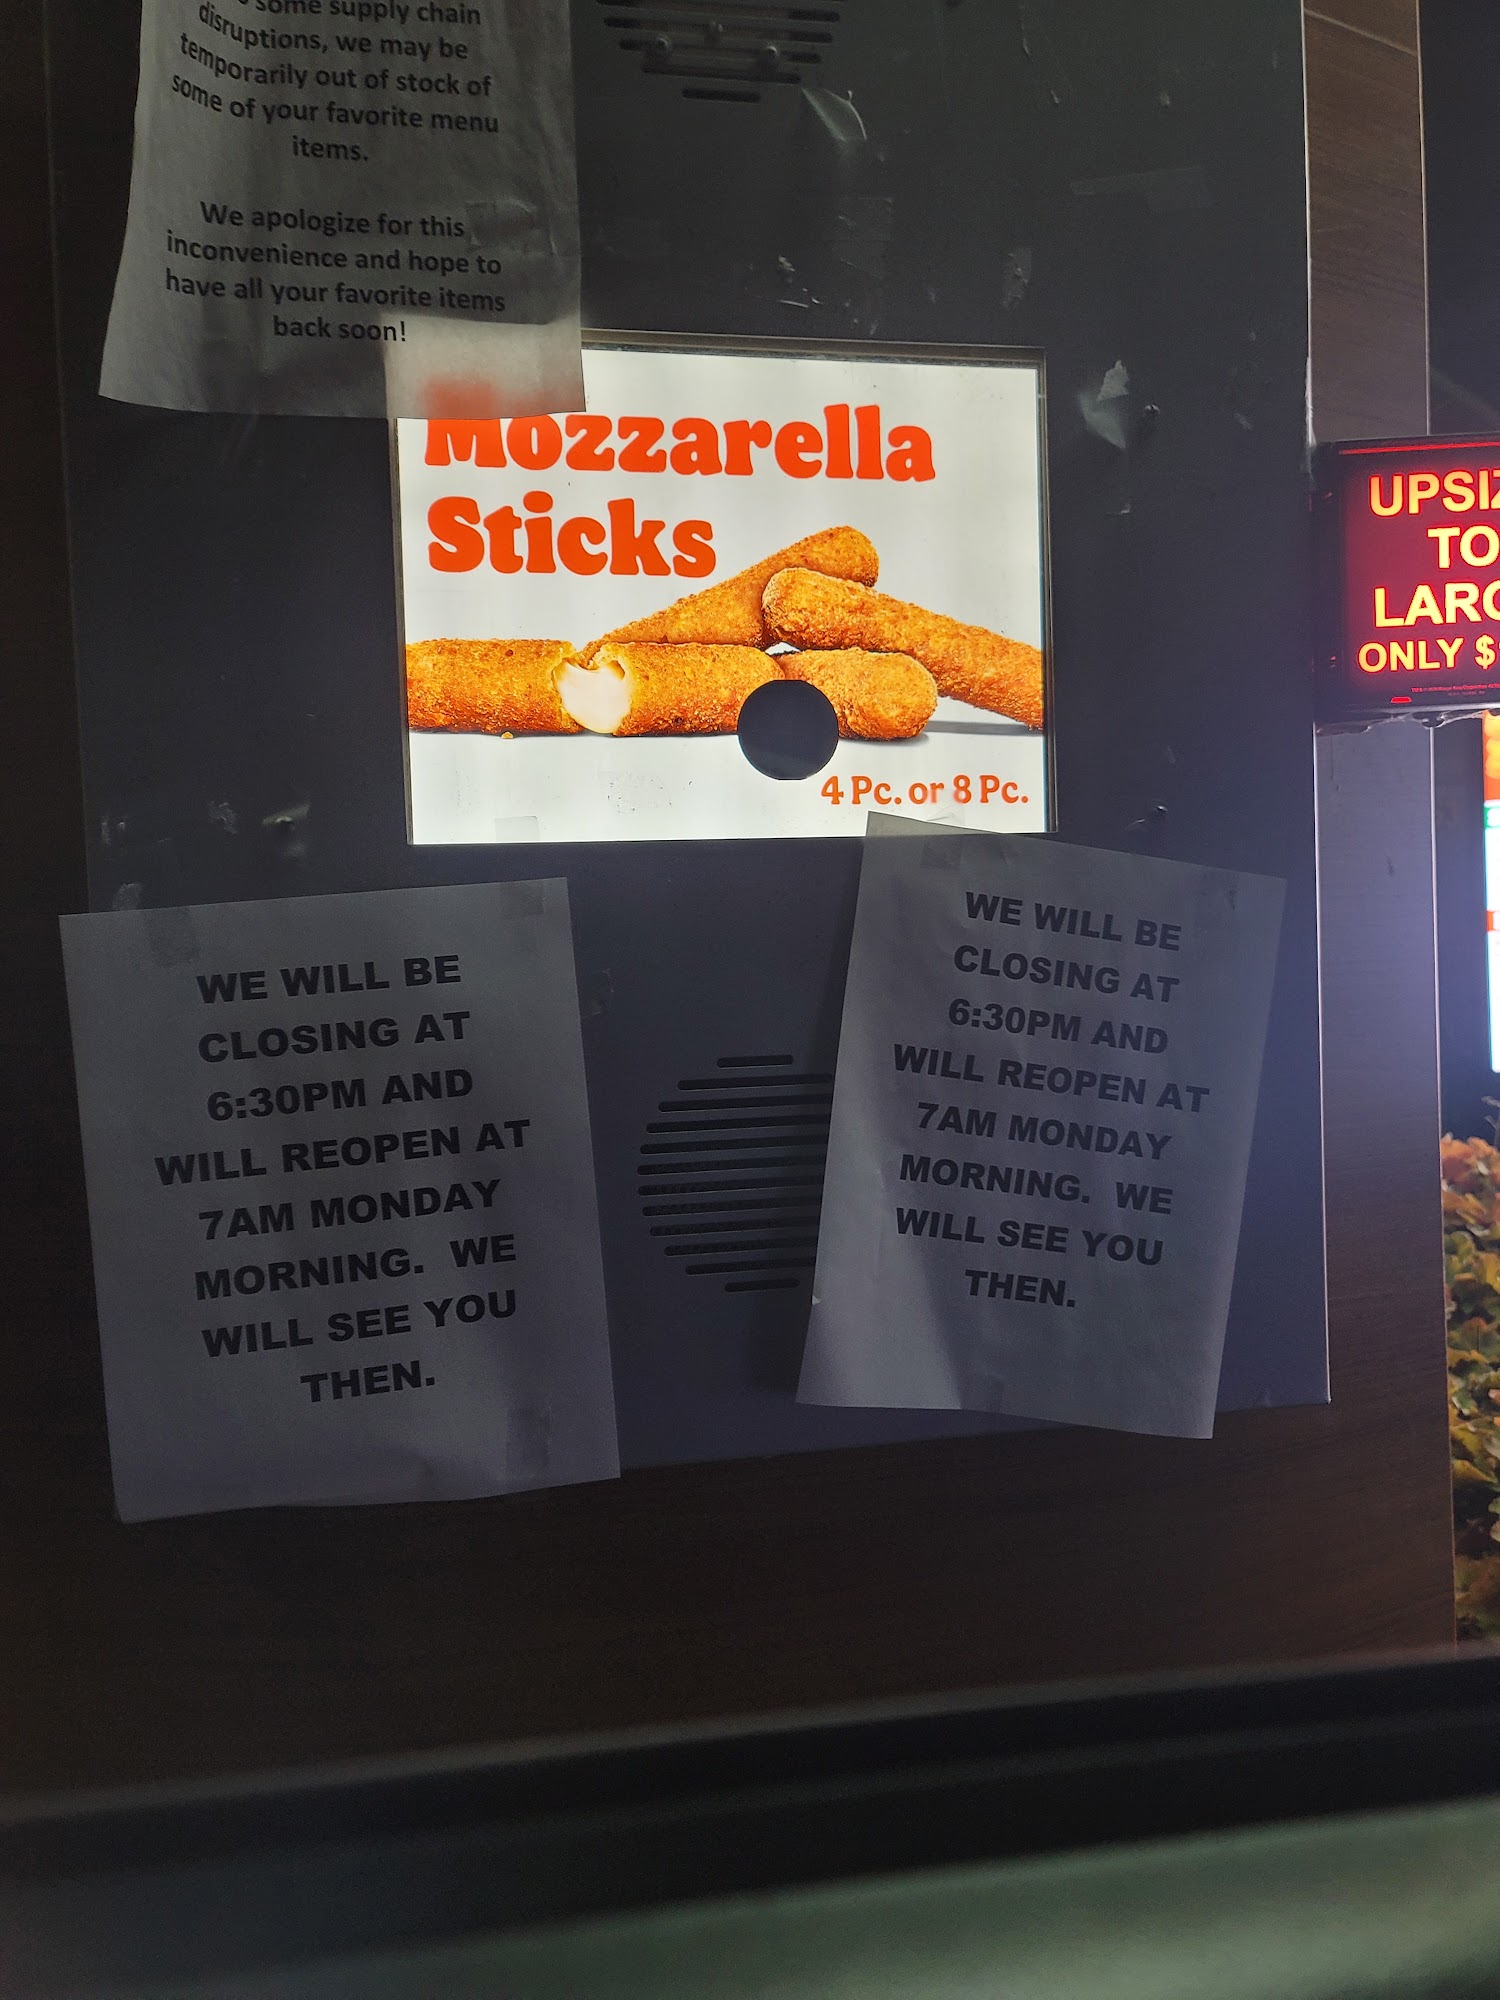 some supply chain
disruptions, we may be
temporarily out of stock of
some of your favorite menu
items.
We apologize for this
inconvenience and hope to
have all your favorite items
back soon!
Mozzarella
Sticks
4 Pc. or 8 Pc.
UPSIZ
TO
LARG
ONLY $
WE WILL BE
CLOSING AT
6:30PM AND
WILL REOPEN AT
7AM MONDAY
MORNING. WE
WILL SEE YOU
THEN.
WE WILL BE
CLOSING AT
6:30PM AND
WILL REOPEN AT
7AM MONDAY
MORNING. WE
WILL SEE YOU
THEN.